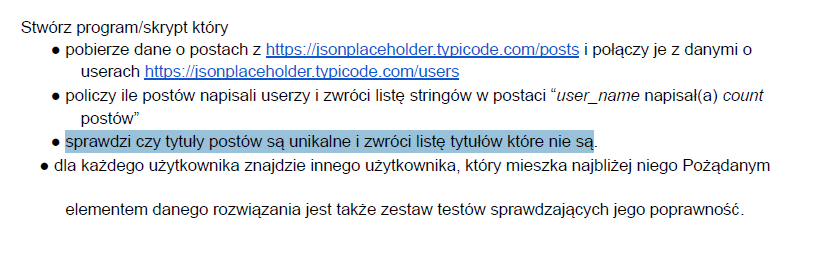 Stwórz program/skrypt który
● pobierze dane o postach z https://jsonplaceholder.typicode.com/posts i połączy je z danymi o
userach https://jsonplaceholder.typicode.com/users
● policzy ile postów napisali userzy i zwróci listę stringów w postaci “user_name napisał(a) count
postów”
● sprawdzi czy tytuły postów są unikalne i zwróci listę tytułów które nie są.
● dla każdego użytkownika znajdzie innego użytkownika, który mieszka najbliżej niego Pożądanym
elementem danego rozwiązania jest także zestaw testów sprawdzających jego poprawność.